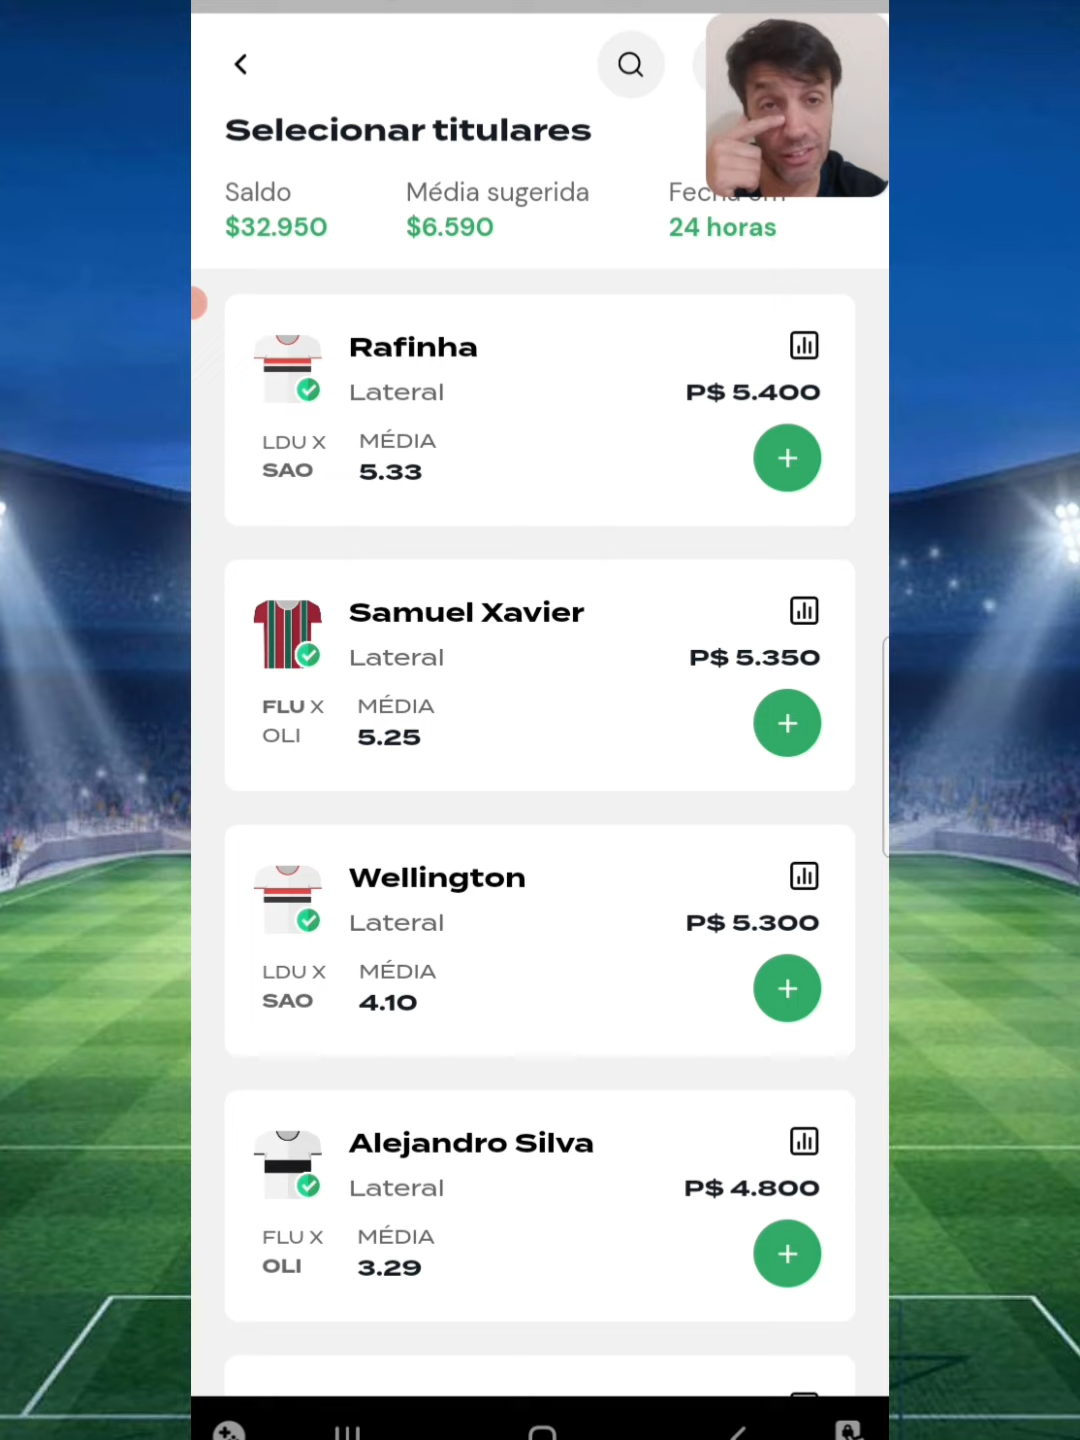 Selecionar titulares
Saldo Média sugerida
$32.950 $6.590 24 horas
Rafinha
Lateral P$ 5.400
LDU X MÉDIA
SAO 5.33
+
Samuel Xavier
Lateral P$ 5.350
FLU X MÉDIA
OLI 5.25
+
Wellington
Lateral P$ 5.300
LDU X MÉDIA
SAO 4.10
+
Alejandro Silva
Lateral P$ 4.800
FLU X MÉDIA
OLI 3.29
+